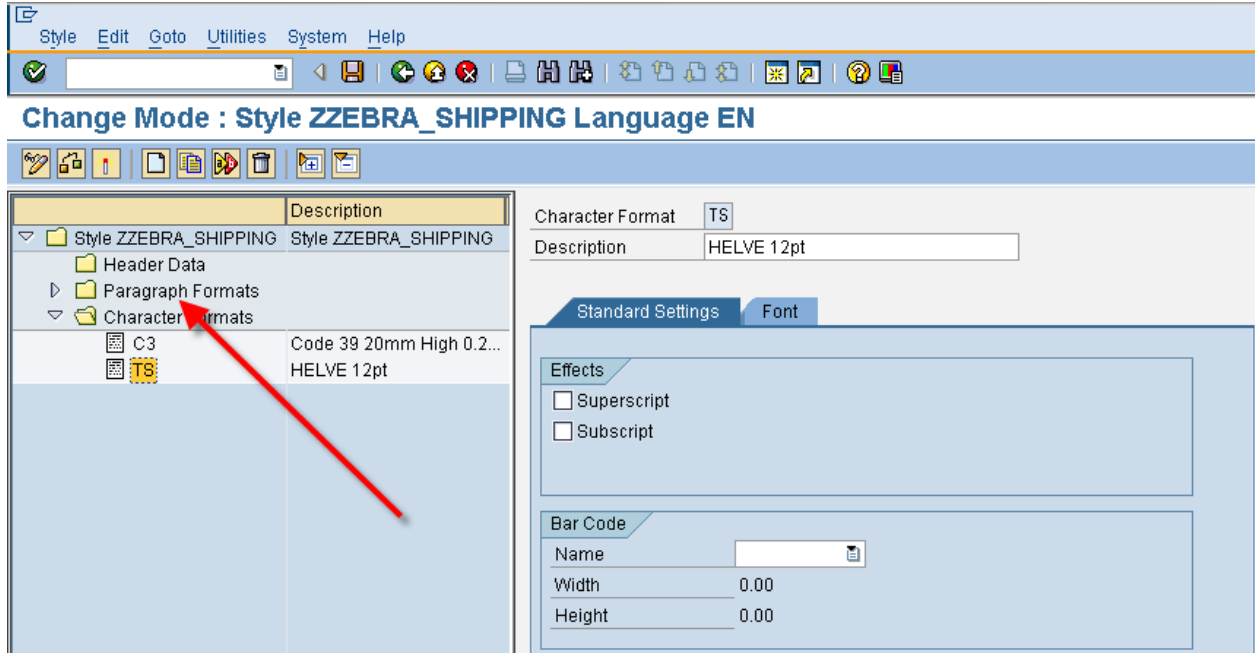 Style Edit Goto Utilities System Help
Change Mode : Style ZZEBRA_SHIPPING Language EN
Description
Style ZZEBRA_SHIPPING Style ZZEBRA_SHIPPING
Header Data
Paragraph Formats
Character Formats
C3 Code 39 20mm High 0.2...
TS HELVE 12pt
Character Format TS
Description HELVE 12pt
Standard Settings Font
Effects
Superscript
Subscript
Bar Code
Name
Width 0.00
Height 0.00